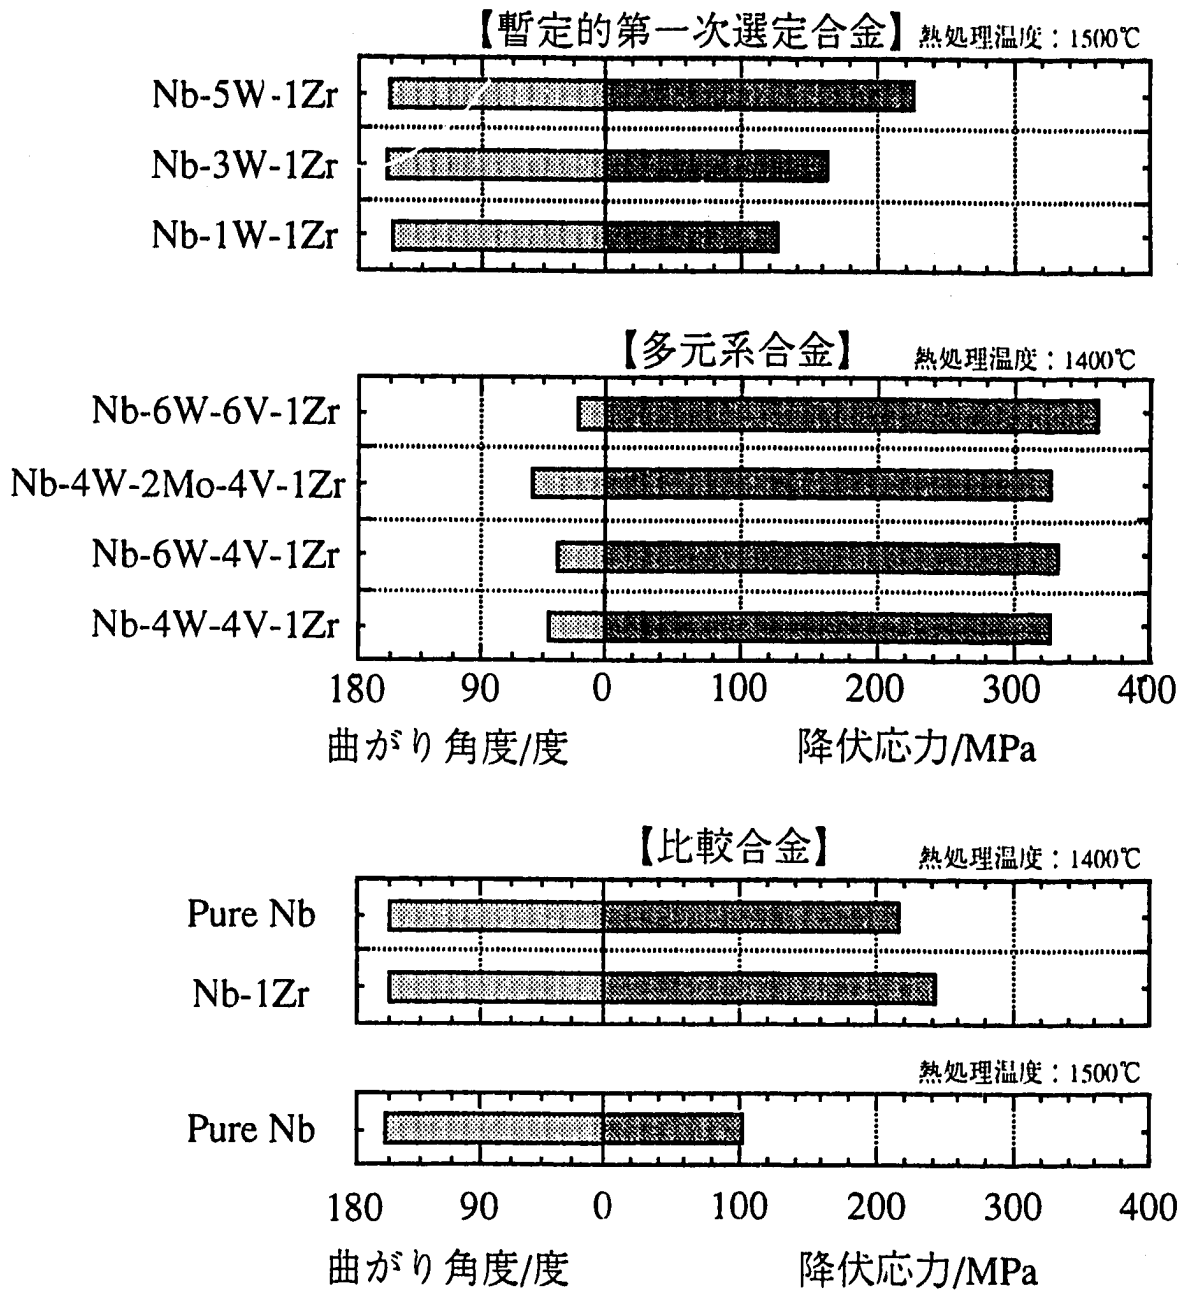 【暫定的第一次選定合金】 熱処理温度：1500℃
Nb-5W-1Zr
Nb-3W-1Zr
Nb-1W-1Zr
【多元系合金】 熱処理温度：1400℃
Nb-6W-6V-1Zr
Nb-4W-2Mo-4V-1Zr
Nb-6W-4V-1Zr
Nb-4W-4V-1Zr
180 90 0 100 200 300 400
曲がり角度/度 降伏応力/MPa
【比較合金】 熱処理温度：1400℃
Pure Nb
Nb-1Zr
熱処理温度：1500℃
Pure Nb
180 90 0 100 200 300 400
曲がり角度/度 降伏応力/MPa